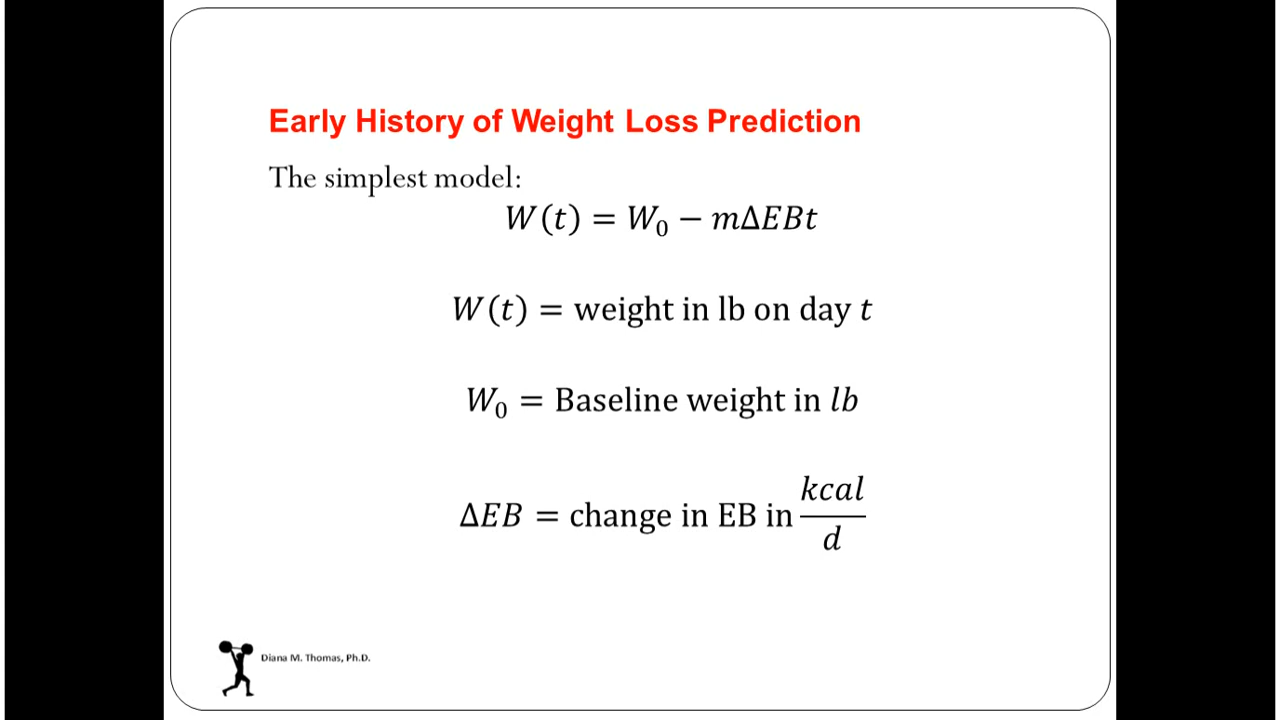 Early History of Weight Loss Prediction
The simplest model:
W(t) = W₀ − mΔEBt
W(t) = weight in lb on day t
W₀ = Baseline weight in lb
ΔEB = change in EB in kcal/d
Diana M. Thomas, Ph.D.